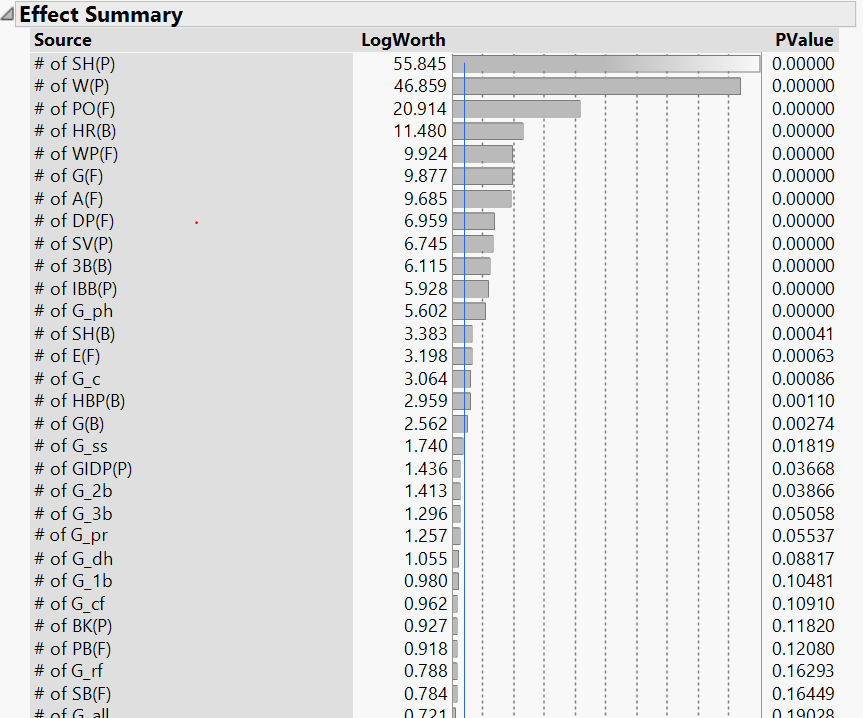 Effect Summary
Source LogWorth PValue
# of SH(P) 55.845 0.00000
# of W(P) 46.859 0.00000
# of PO(F) 20.914 0.00000
# of HR(B) 11.480 0.00000
# of WP(F) 9.924 0.00000
# of G(F) 9.877 0.00000
# of A(F) 9.685 0.00000
# of DP(F) 6.959 0.00000
# of SV(P) 6.745 0.00000
# of 3B(B) 6.115 0.00000
# of IBB(P) 5.928 0.00000
# of G_ph 5.602 0.00000
# of SH(B) 3.383 0.00041
# of E(F) 3.198 0.00063
# of G_c 3.064 0.00086
# of HBP(B) 2.959 0.00110
# of G(B) 2.562 0.00274
# of G_ss 1.740 0.01819
# of GIDP(P) 1.436 0.03668
# of G_2b 1.413 0.03866
# of G_3b 1.296 0.05058
# of G_pr 1.257 0.05537
# of G_dh 1.055 0.08817
# of G_1b 0.980 0.10481
# of G_cf 0.962 0.10910
# of BK(P) 0.927 0.11820
# of PB(F) 0.918 0.12080
# of G_rf 0.788 0.16293
# of SB(F) 0.784 0.16449
# of G_all 0.721 0.19028